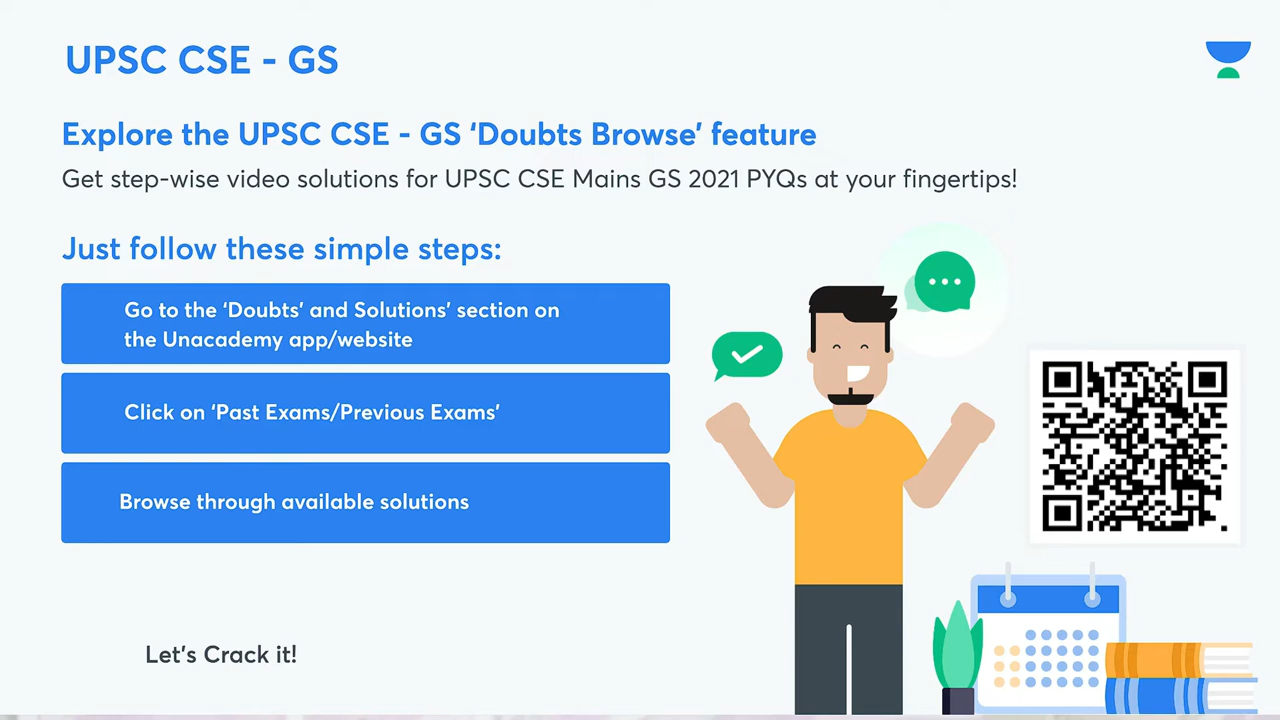 UPSC CSE - GS
Explore the UPSC CSE - GS ‘Doubts Browse’ feature
Get step-wise video solutions for UPSC CSE Mains GS 2021 PYQs at your fingertips!
Just follow these simple steps:
Go to the ‘Doubts’ and Solutions’ section on
the Unacademy app/website
Click on ‘Past Exams/Previous Exams’
Browse through available solutions
Let's Crack it!